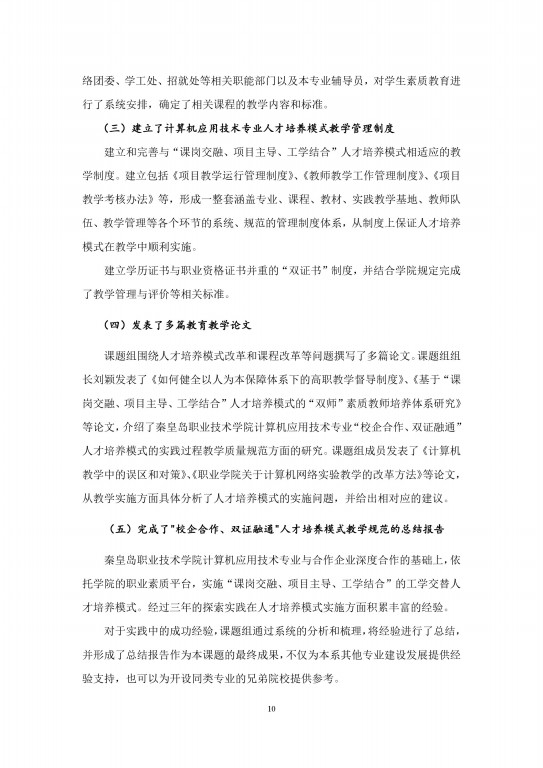 络团委、学工处、招就处等相关职能部门以及本专业辅导员，对学生素质教育进
行了系统安排，确定了相关课程的教学内容和标准。
（三）建立了计算机应用技术专业人才培养模式教学管理制度
建立和完善与“课岗交融、项目主导、工学结合”人才培养模式相适应的教
学制度。建立包括《项目教学运行管理制度》、《教师教学工作管理制度》、《项目
教学考核办法》等，形成一整套涵盖专业、课程、教材、实践教学基地、教师队
伍、教学管理等各个环节的系统、规范的管理制度体系，从制度上保证人才培养
模式在教学中顺利实施。
建立学历证书与职业资格证书并重的“双证书”制度，并结合学院规定完成
了教学管理与评价等相关标准。
（四）发表了多篇教育教学论文
课题组围绕人才培养模式改革和课程改革等问题撰写了多篇论文。课题组组
长刘颖发表了《如何健全以人为本保障体系下的高职教学督导制度》、《基于“课
岗交融、项目主导、工学结合”人才培养模式的“双师”素质教师培养体系研究》
等论文，介绍了秦皇岛职业技术学院计算机应用技术专业“校企合作、双证融通”
人才培养模式的实践过程教学质量规范方面的研究。课题组成员发表了《计算机
教学中的误区和对策》、《职业学院关于计算机网络实验教学的改革方法》等论文，
从教学实施方面具体分析了人才培养模式的实施问题，并给出相对应的建议。
（五）完成了"校企合作、双证融通"人才培养模式教学规范的总结报告
秦皇岛职业技术学院计算机应用技术专业与合作企业深度合作的基础上，依
托学院的职业素质平台，实施“课岗交融、项目主导、工学结合”的工学交替人
才培养模式。经过三年的探索实践在人才培养模式实施方面积累丰富的经验。
对于实践中的成功经验，课题组通过系统的分析和梳理，将经验进行了总结，
并形成了总结报告作为本课题的最终成果，不仅为本系其他专业建设发展提供经
验支持，也可以为开设同类专业的兄弟院校提供参考。
10